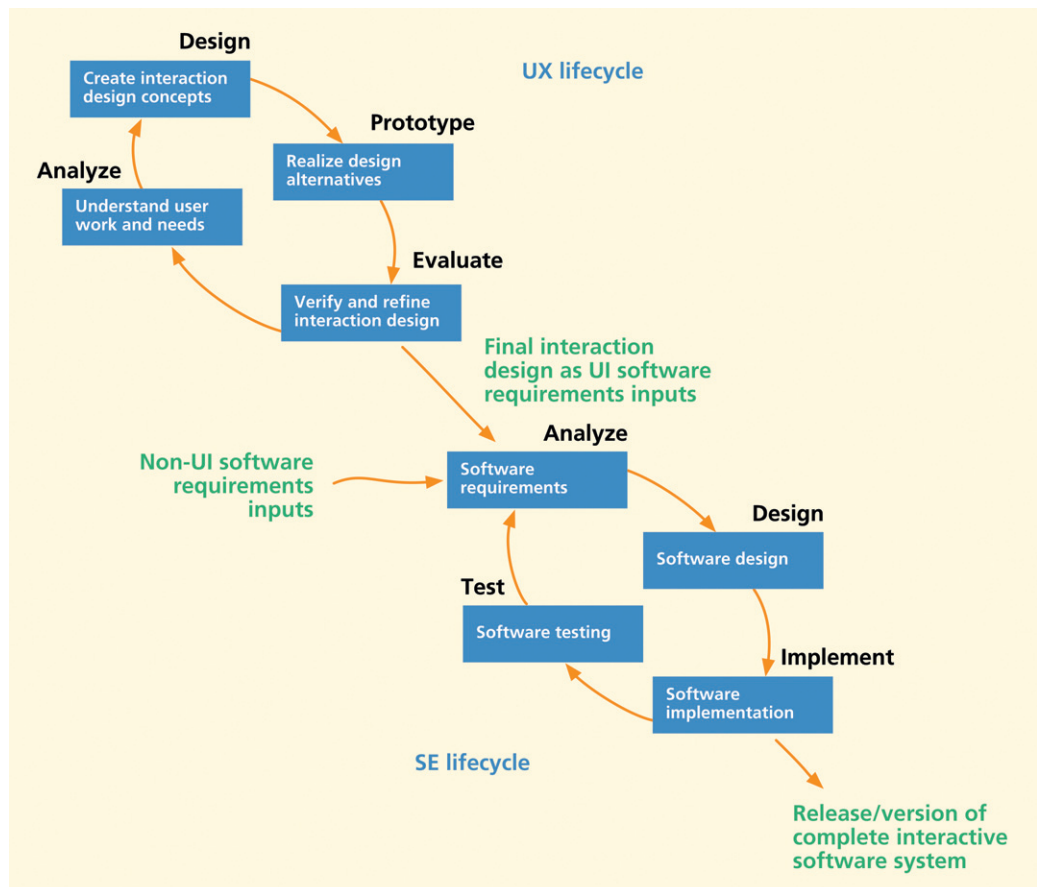 Design
UX lifecycle
Create interaction
design concepts
Prototype
Realize design
alternatives
Analyze
Understand user
work and needs
Evaluate
Verify and refine
interaction design
Final interaction
design as UI software
requirements inputs
Analyze
Non-UI software
requirements
inputs
Software
requirements
Design
Software design
Test
Software testing
Implement
Software
implementation
SE lifecycle
Release/version of
complete interactive
software system